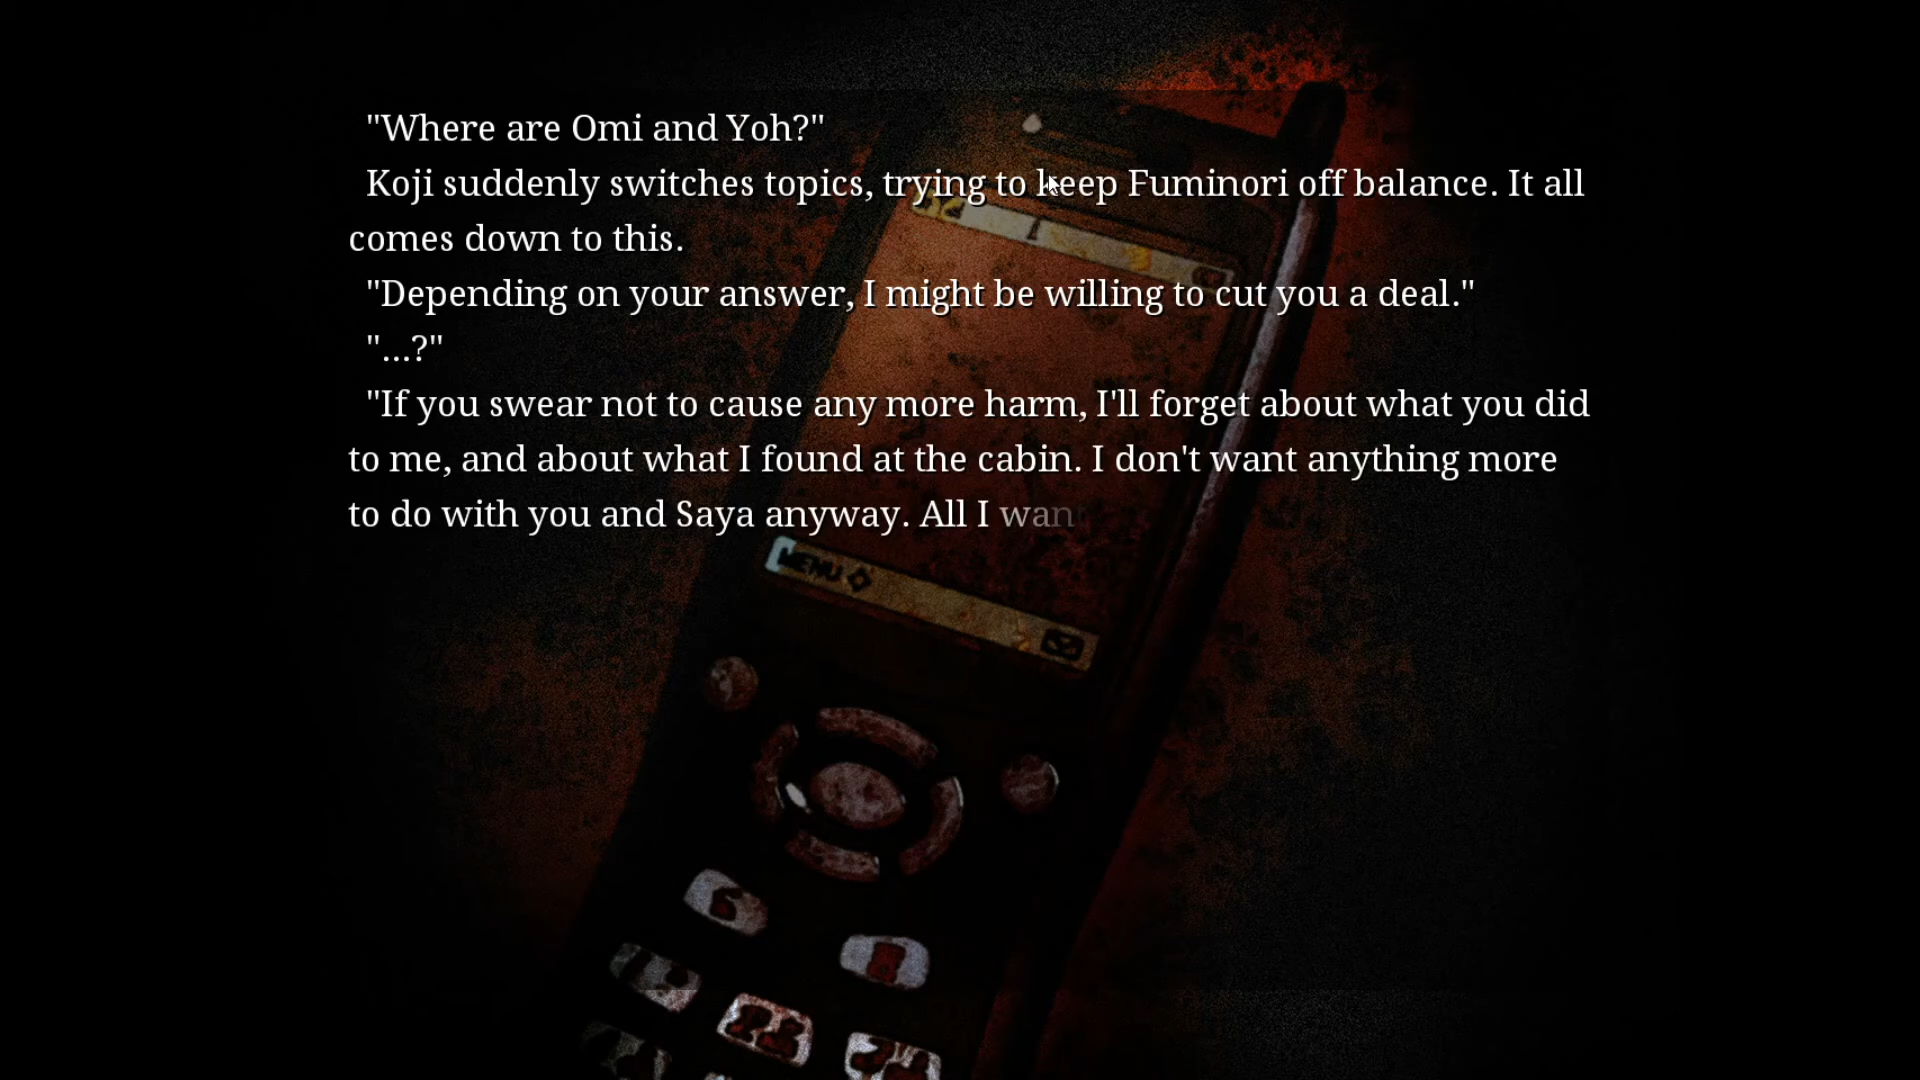 "Where are Omi and Yoh?"
Koji suddenly switches topics, trying to keep Fuminori off balance. It all
comes down to this.
"Depending on your answer, I might be willing to cut you a deal."
"...?"
"If you swear not to cause any more harm, I'll forget about what you did
to me, and about what I found at the cabin. I don't want anything more
to do with you and Saya anyway. All I want
MENU